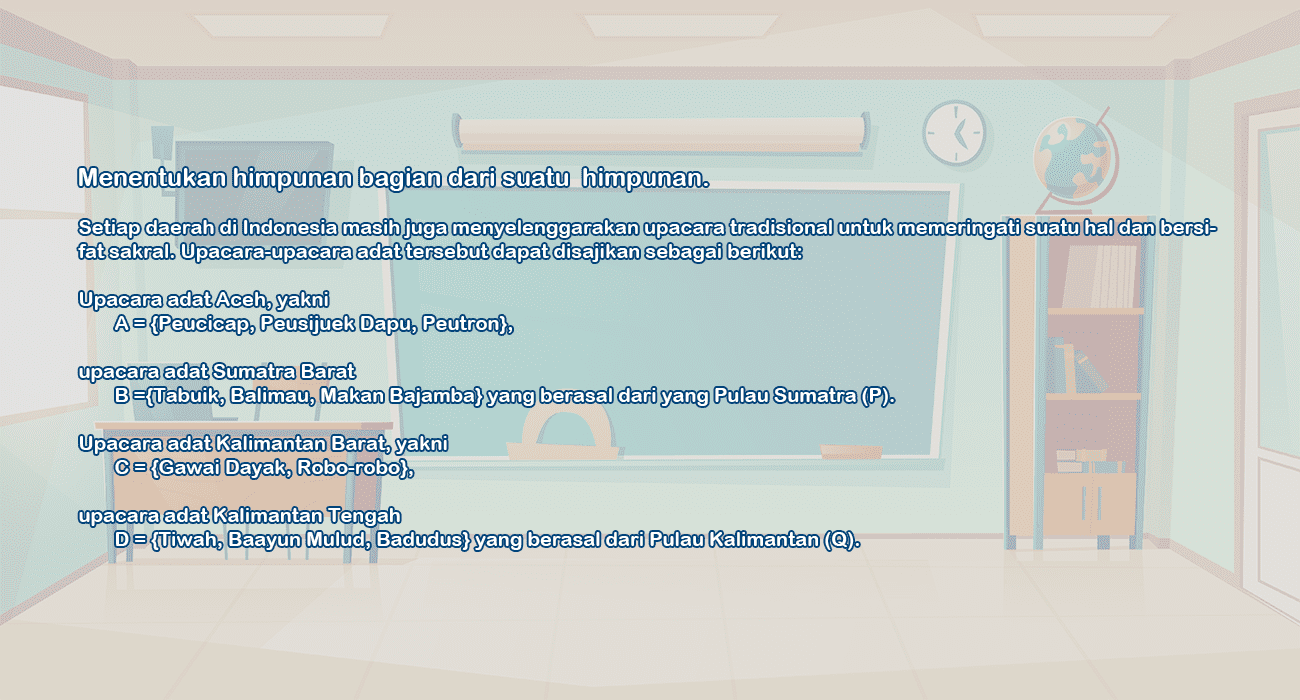 Menentukan himpunan bagian dari suatu himpunan.
Setiap daerah di Indonesia masih juga menyelenggarakan upacara tradisional untuk memeringati suatu hal dan bersi-
fat sakral. Upacara-upacara adat tersebut dapat disajikan sebagai berikut:
Upacara adat Aceh, yakni
A = {Peucicap, Peusijuek Dapu, Peutron},
upacara adat Sumatra Barat
B ={Tabuik, Balimau, Makan Bajamba} yang berasal dari yang Pulau Sumatra (P).
Upacara adat Kalimantan Barat, yakni
C = {Gawai Dayak, Robo-robo},
upacara adat Kalimantan Tengah
D = {Tiwah, Baayun Mulud, Badudus} yang berasal dari Pulau Kalimantan (Q).